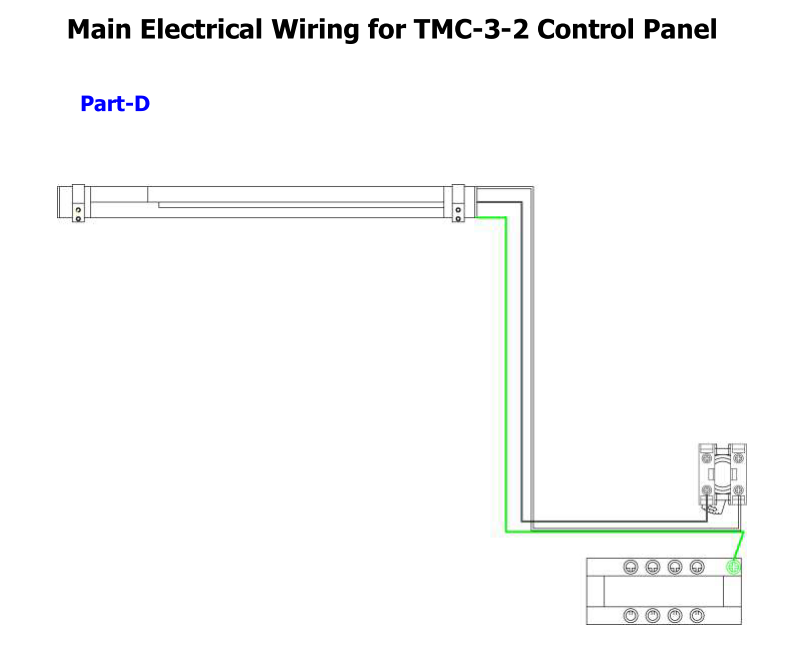 Main Electrical Wiring for TMC-3-2 Control Panel
Part-D